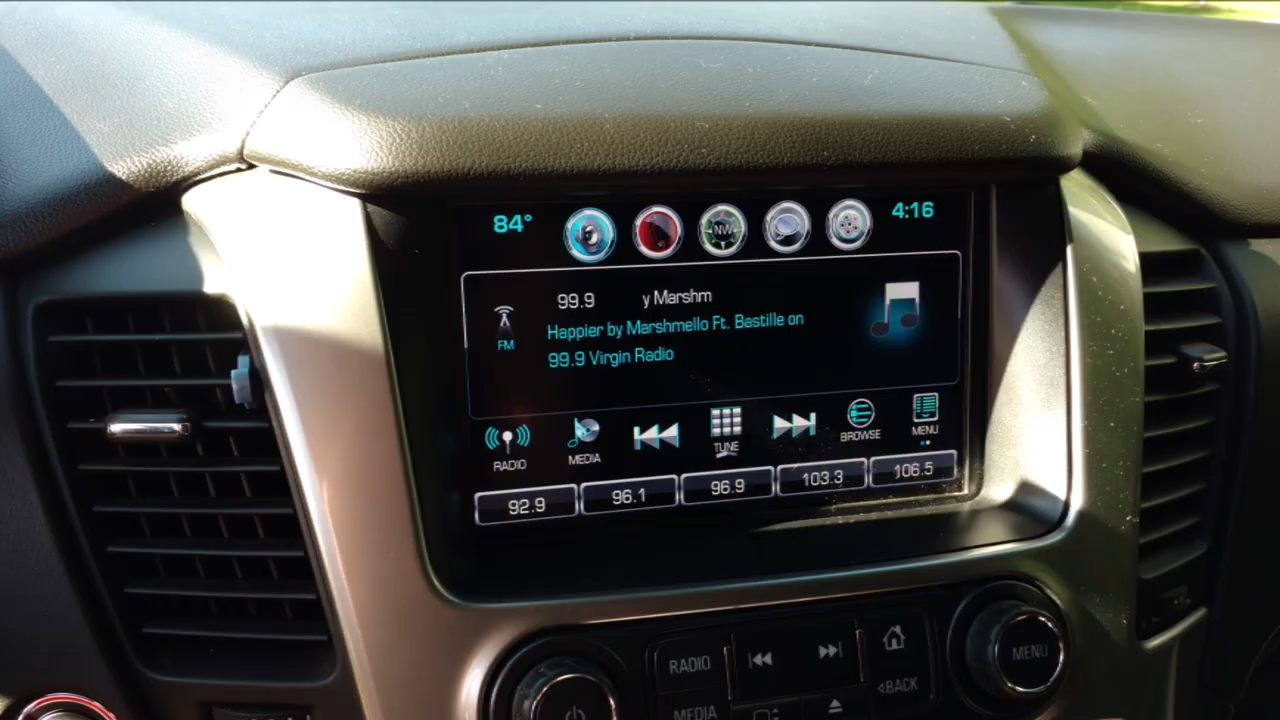 84°
NW
4:16
99.9 y Marshm
FM
Happier by Marshmello Ft. Bastille on
99.9 Virgin Radio
RADIO
MEDIA
TUNE
BROWSE
MENU
92.9
96.1
96.9
103.3
106.5
RADIO
MENU
MEDIA
BACK